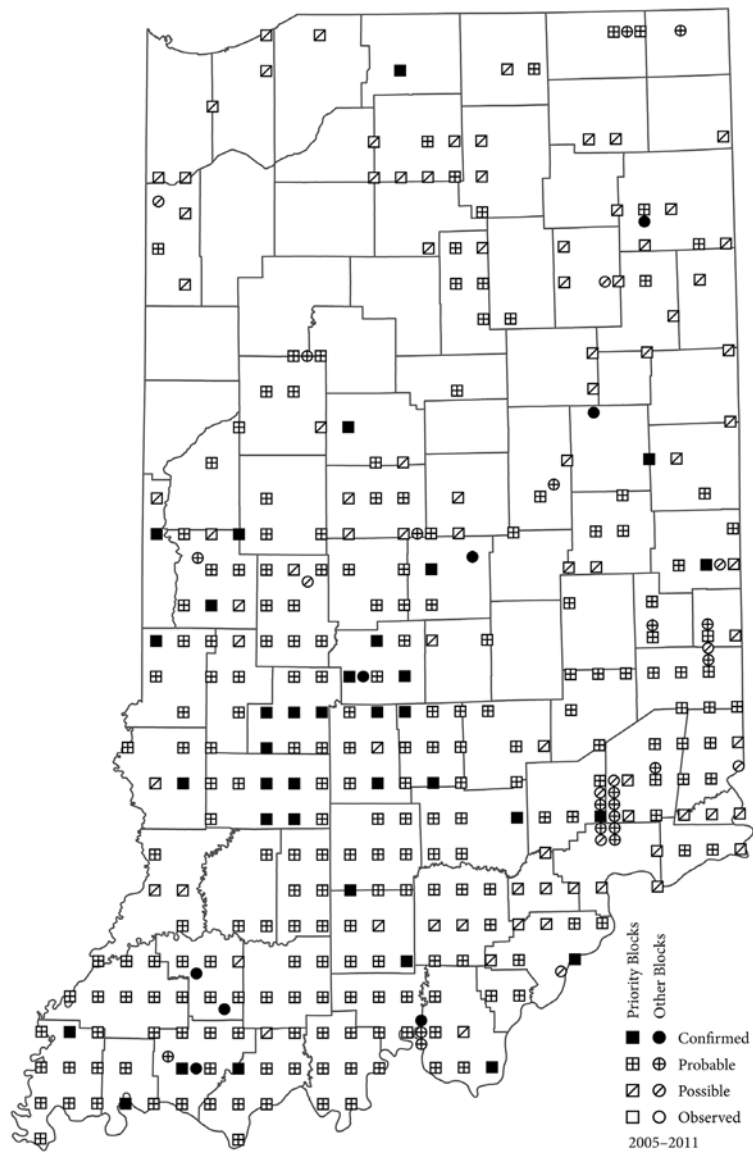 Priority Blocks
Other Blocks
Confirmed
Probable
Possible
Observed
2005–2011